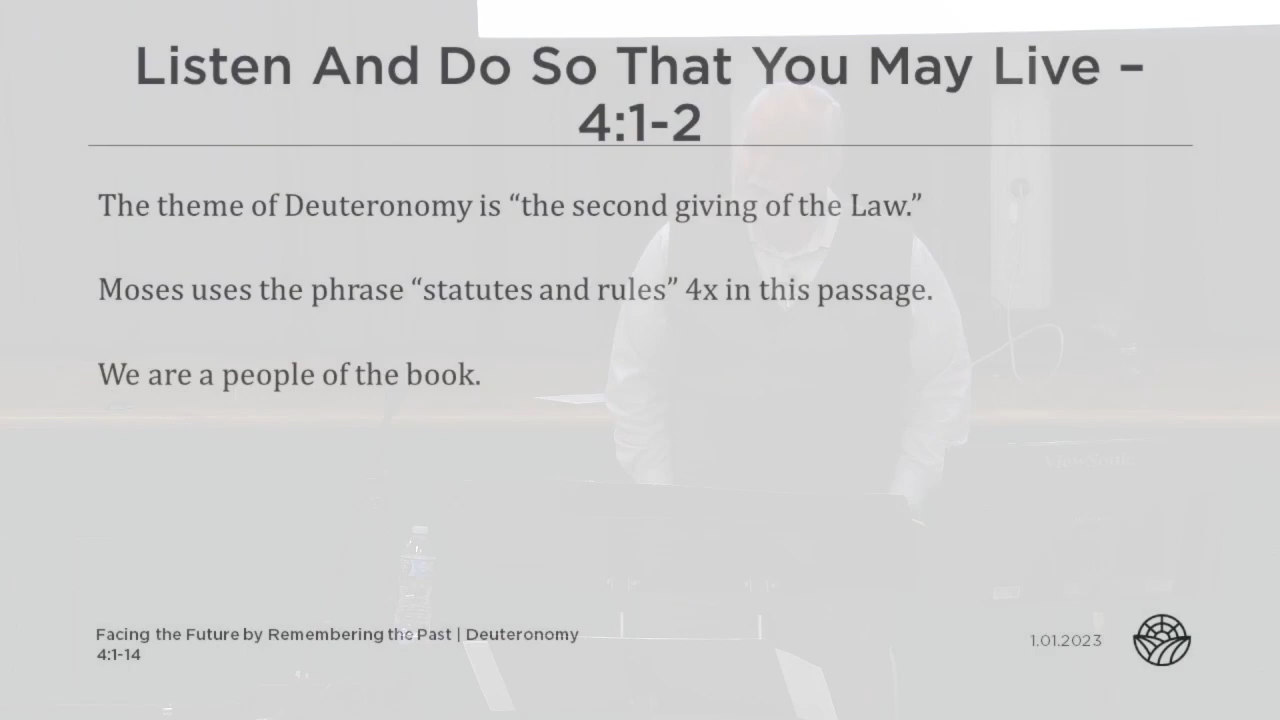 Listen And Do So That You May Live –
4:1-2
The theme of Deuteronomy is “the second giving of the Law.”
Moses uses the phrase “statutes and rules” 4x in this passage.
We are a people of the book.
ViewSonic
Facing the Future by Remembering the Past | Deuteronomy
4:1-14
1.01.2023